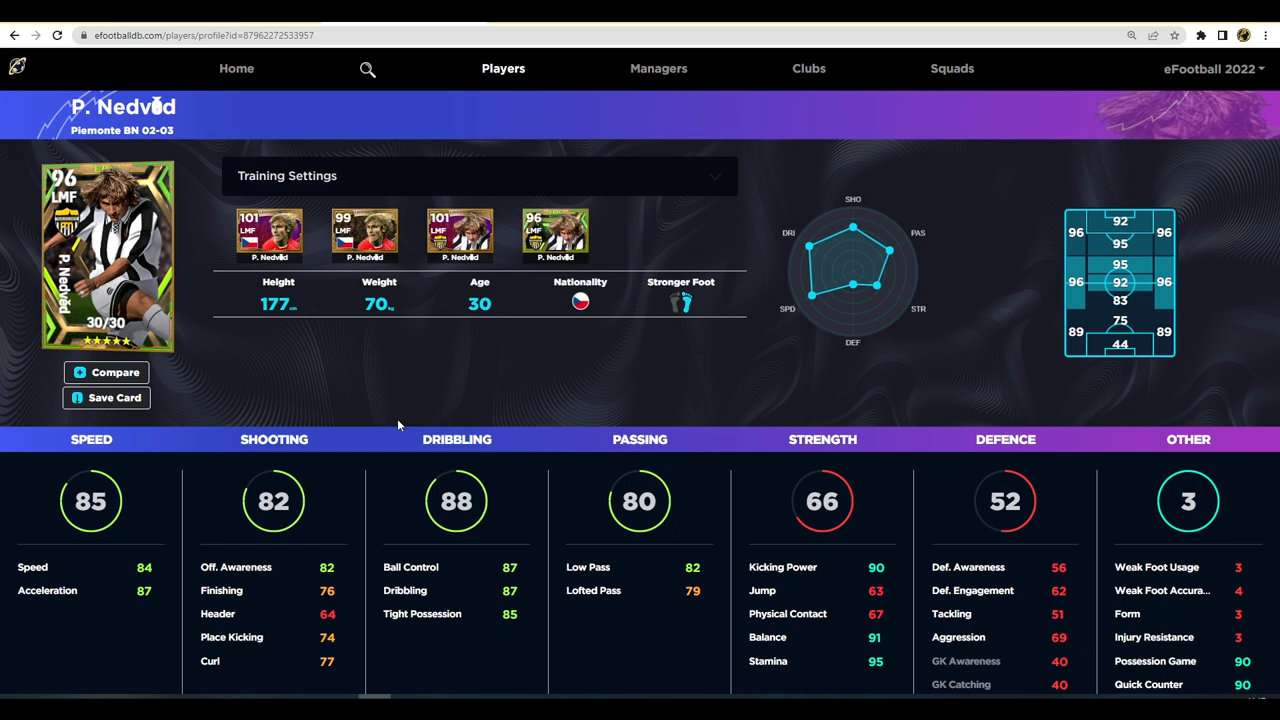 efootballdb.com/players/profile?id=87962272533957
Home
Players
Managers
Clubs
Squads
eFootball 2022
P. Nedvěd
Piemonte BN 02-03
96
LMF
P. Nedvěd
30/30
Compare
Save Card
Training Settings
101 LMF P. Nedvěd
99 LMF P. Nedvěd
101 LMF P. Nedvěd
96 LMF P. Nedvěd
Height Weight Age Nationality Stronger Foot
177cm 70kg 30
SHO
DRI PAS
SPD STR
DEF
92
96 96
95
95
96 92 96
83
75
89 89
44
SPEED SHOOTING DRIBBLING PASSING STRENGTH DEFENCE OTHER
85 82 88 80 66 52 3
Speed 84
Acceleration 87
Off. Awareness 82
Finishing 76
Header 64
Place Kicking 74
Curl 77
Ball Control 87
Dribbling 87
Tight Possession 85
Low Pass 82
Lofted Pass 79
Kicking Power 90
Jump 63
Physical Contact 67
Balance 91
Stamina 95
Def. Awareness 56
Def. Engagement 62
Tackling 51
Aggression 69
GK Awareness 40
GK Catching 40
Weak Foot Usage 3
Weak Foot Accura... 4
Form 3
Injury Resistance 3
Possession Game 90
Quick Counter 90